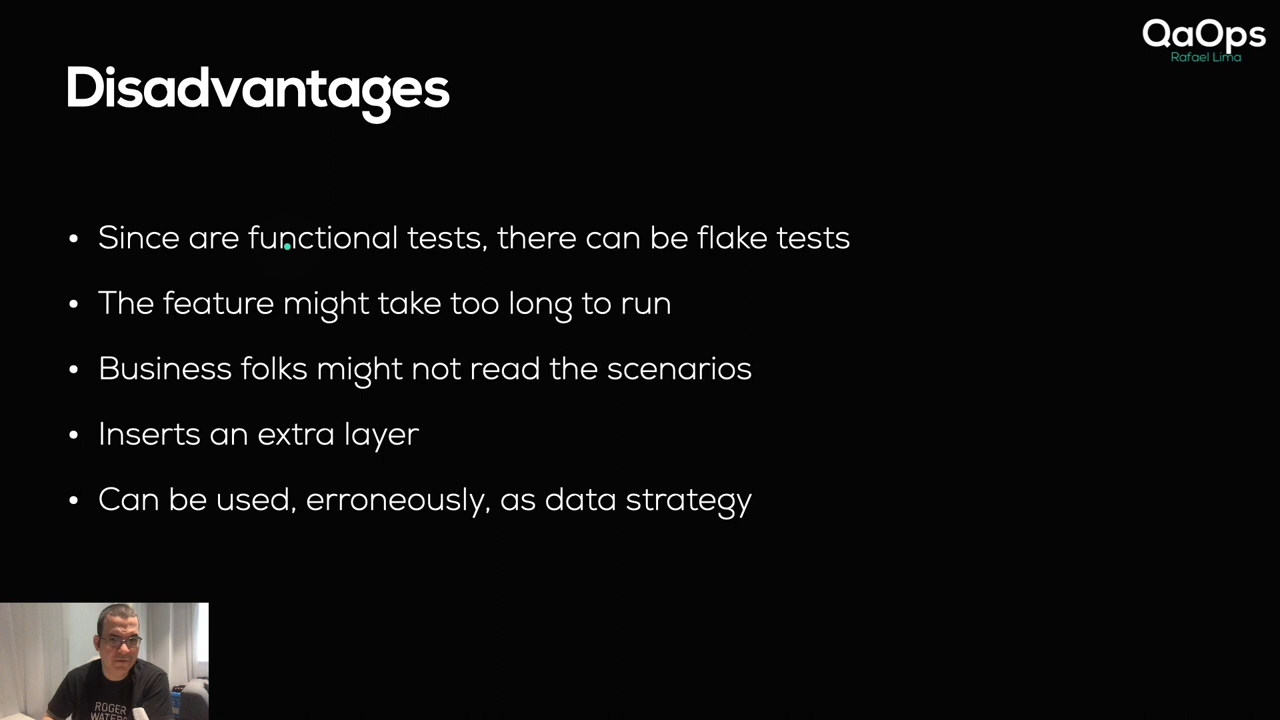 QaOps
Rafael Lima
Disadvantages
• Since are functional tests, there can be flake tests
• The feature might take too long to run
• Business folks might not read the scenarios
• Inserts an extra layer
• Can be used, erroneously, as data strategy
ROGER
WATERS